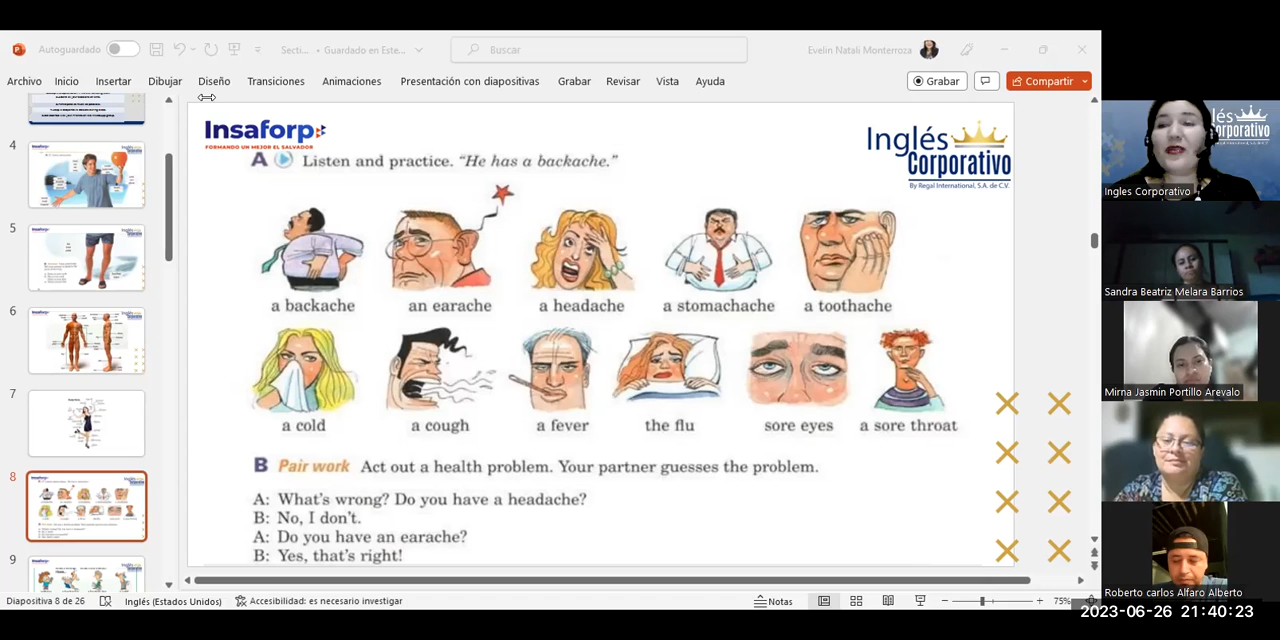 Autoguardado
Secti... • Guardado en Este...
Buscar
Evelin Natali Monterroza
Archivo Inicio Insertar Dibujar Diseño Transiciones Animaciones Presentación con diapositivas Grabar Revisar Vista Ayuda
Grabar
Compartir
4
5
6
7
8
9
Insaforp
FORMANDO UN MEJOR EL SALVADOR
Inglés
Corporativo
By Regal International, S.A. de C.V.
A Listen and practice. “He has a backache.”
a backache an earache a headache a stomachache a toothache
a cold a cough a fever the flu sore eyes a sore throat
B Pair work Act out a health problem. Your partner guesses the problem.
A: What's wrong? Do you have a headache?
B: No, I don't.
A: Do you have an earache?
B: Yes, that's right!
Diapositiva 8 de 26 Inglés (Estados Unidos) Accesibilidad: es necesario investigar
Notas
75%
lés
Corporativo
Ingles Corporativo
Sandra Beatriz Melara Barrios
Mirna Jasmin Portillo Arevalo
Roberto carlos Alfaro Alberto
2023-06-26 21:40:23